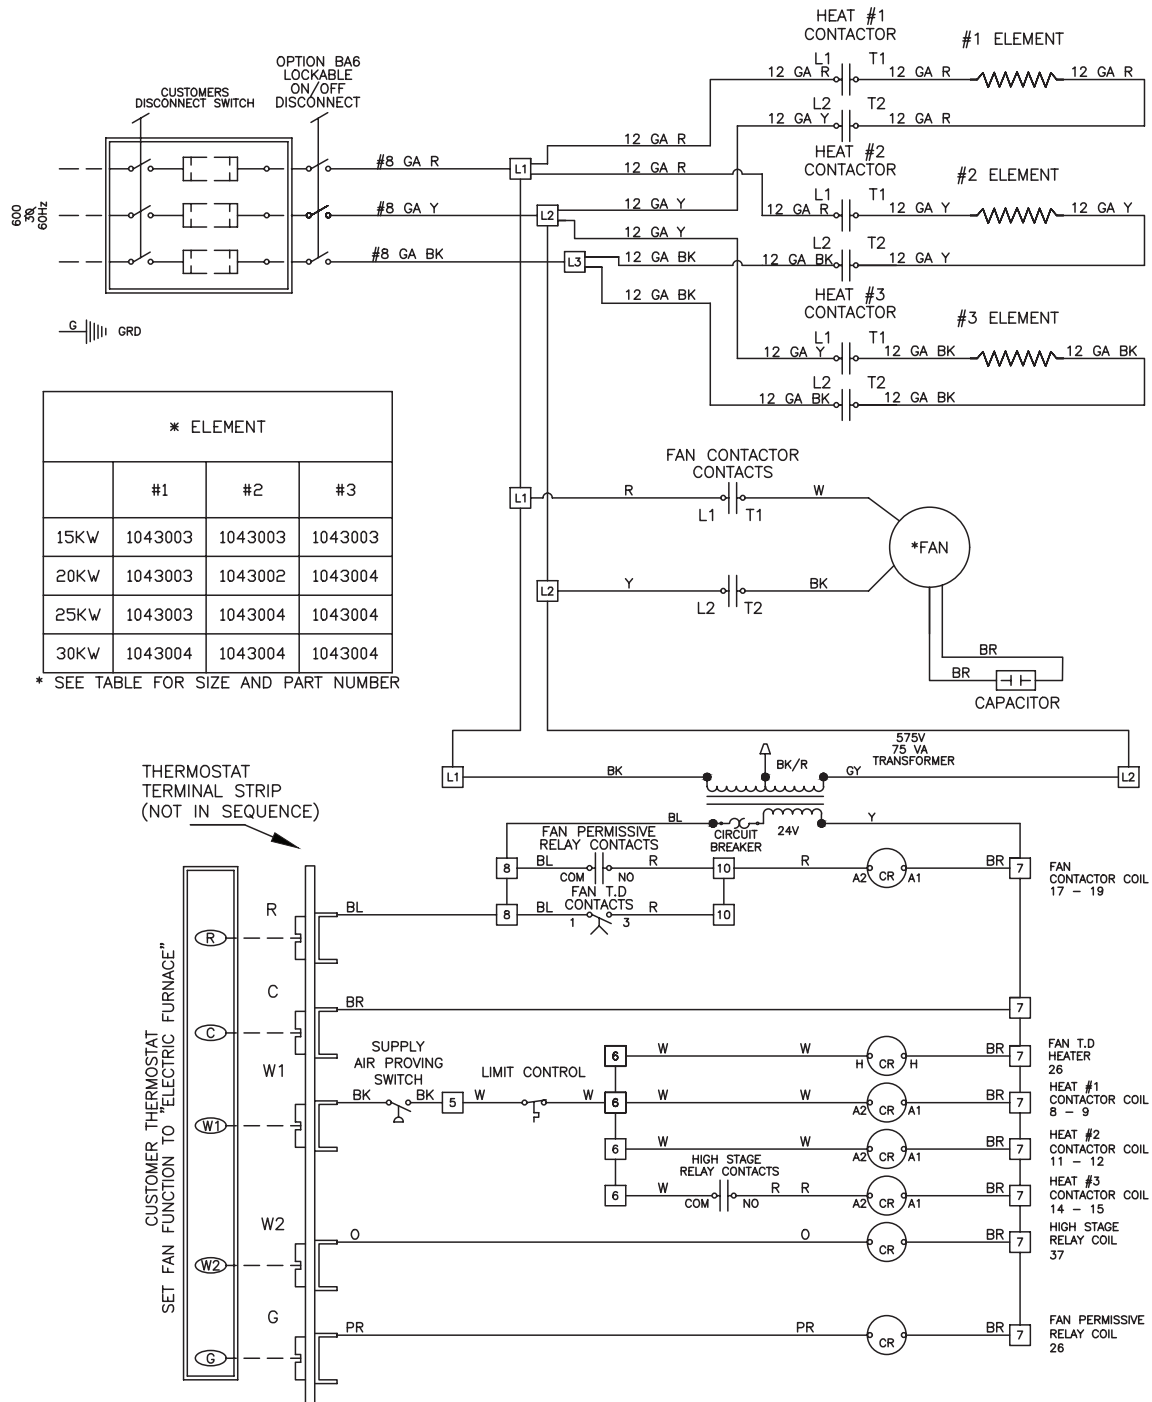 HEAT #1
CONTACTOR
#1 ELEMENT
L1 T1
12 GA R 12 GA R 12 GA R
L2 T2
12 GA Y 12 GA R
OPTION BA6
LOCKABLE
ON/OFF
DISCONNECT
CUSTOMERS
DISCONNECT SWITCH
600
3Ø
60Hz
#8 GA R
#8 GA Y
#8 GA BK
G GRD
L1
L2
L3
12 GA R
12 GA R
12 GA Y
12 GA Y
12 GA BK
12 GA BK
HEAT #2
CONTACTOR
#2 ELEMENT
L1 T1
12 GA R 12 GA Y 12 GA Y
L2 T2
12 GA BK 12 GA Y
HEAT #3
CONTACTOR
#3 ELEMENT
L1 T1
12 GA Y 12 GA BK 12 GA BK
L2 T2
12 GA BK 12 GA BK
* ELEMENT
#1 #2 #3
15KW 1043003 1043003 1043003
20KW 1043003 1043002 1043004
25KW 1043003 1043004 1043004
30KW 1043004 1043004 1043004
* SEE TABLE FOR SIZE AND PART NUMBER
FAN CONTACTOR
CONTACTS
L1 R W
L1 T1
*FAN
L2 Y BK
L2 T2
BR
BR
CAPACITOR
575V
75 VA
TRANSFORMER
L1 BK BK/R GY L2
BL Y
CIRCUIT
BREAKER
24V
THERMOSTAT
TERMINAL STRIP
(NOT IN SEQUENCE)
FAN PERMISSIVE
RELAY CONTACTS
8 BL R 10 R A2 CR A1 BR 7
COM NO
FAN
CONTACTOR COIL
17 - 19
FAN T.D
CONTACTS
8 BL 1 3 R 10
CUSTOMER THERMOSTAT
SET FAN FUNCTION TO "ELECTRIC FURNACE"
R BL
R
C BR 7
C
W1
SUPPLY
AIR PROVING
SWITCH
LIMIT CONTROL
BK BK 5 W W 6 W W A2 CR A1 BR 7
W1
6 W W H CR H BR 7
FAN T.D
HEATER
26
HEAT #1
CONTACTOR COIL
8 - 9
6 W W A2 CR A1 BR 7
HEAT #2
CONTACTOR COIL
11 - 12
HIGH STAGE
RELAY CONTACTS
6 W COM NO R R A2 CR A1 BR 7
HEAT #3
CONTACTOR COIL
14 - 15
W2
O O CR BR 7
HIGH STAGE
RELAY COIL
37
W2
G
PR PR CR BR 7
FAN PERMISSIVE
RELAY COIL
26
G